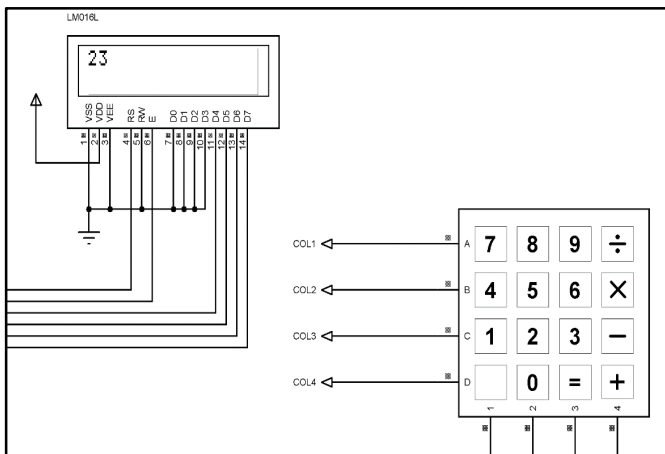 LM016L
23
VSS VDD VEE RS RW E D0 D1 D2 D3 D4 D5 D6 D7
1 2 3 4 5 6 7 8 9 10 11 12 13 14
COL1 A 7 8 9 ÷
COL2 B 4 5 6 ×
COL3 C 1 2 3 −
COL4 D 0 = +
1 2 3 4